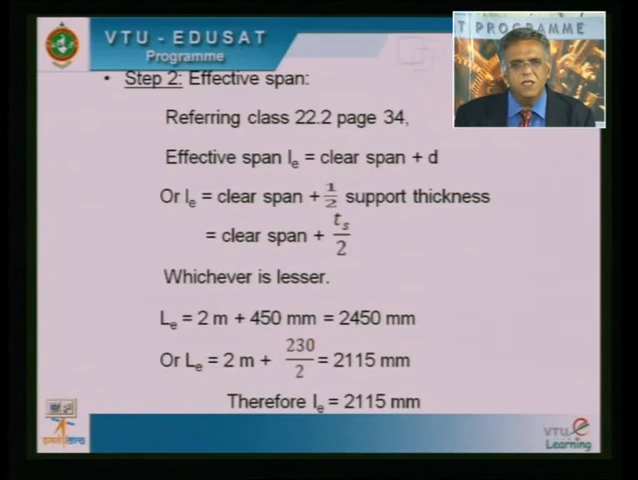 VTU - EDUSAT
Programme
T PROGRAMME
• Step 2: Effective span:
Referring class 22.2 page 34,
Effective span lₑ = clear span + d
Or lₑ = clear span + 1/2 support thickness
= clear span + tₛ/2
Whichever is lesser.
Lₑ = 2 m + 450 mm = 2450 mm
Or Lₑ = 2 m + 230/2 = 2115 mm
Therefore lₑ = 2115 mm
VTU e
Learning